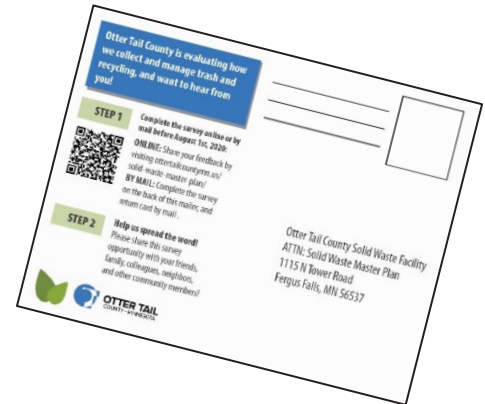 Otter Tail County is evaluating how
we collect and manage trash and
recycling, and want to hear from
you!
STEP 1
Complete the survey online or by
mail before August 1st, 2020:
ONLINE: Share your feedback by
visiting ottertailcountymn.us/
solid-waste-master-plan/
BY MAIL: Complete the survey
on the back of this mailer, and
return card by mail.
STEP 2
Help us spread the word!
Please share this survey
opportunity with your friends,
family, colleagues, neighbors,
and other community members!
OTTER TAIL
COUNTY - MINNESOTA
Otter Tail County Solid Waste Facility
ATTN: Solid Waste Master Plan
1115 N Tower Road
Fergus Falls, MN 56537